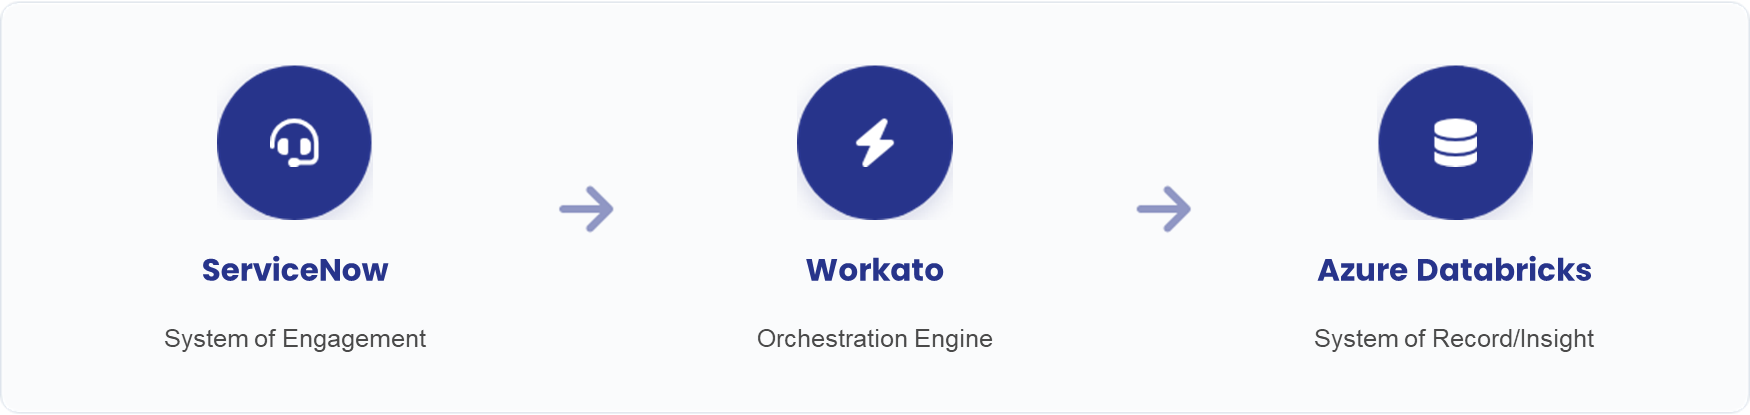 ServiceNow
System of Engagement
Workato
Orchestration Engine
Azure Databricks
System of Record/Insight